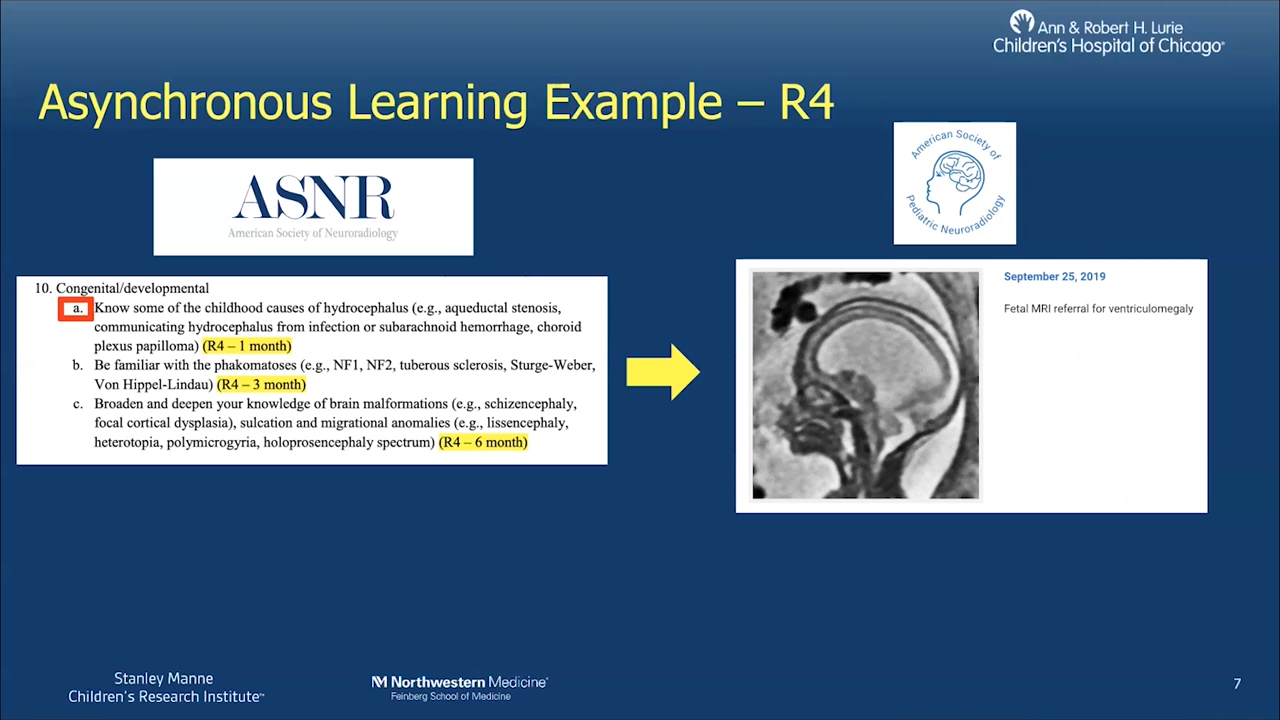 Ann & Robert H. Lurie
Children's Hospital of Chicago®
Asynchronous Learning Example – R4
ASNR
American Society of Neuroradiology
American Society of
Pediatric Neuroradiology
10. Congenital/developmental
a. Know some of the childhood causes of hydrocephalus (e.g., aqueductal stenosis,
communicating hydrocephalus from infection or subarachnoid hemorrhage, choroid
plexus papilloma) (R4 – 1 month)
b. Be familiar with the phakomatoses (e.g., NF1, NF2, tuberous sclerosis, Sturge-Weber,
Von Hippel-Lindau) (R4 – 3 month)
c. Broaden and deepen your knowledge of brain malformations (e.g., schizencephaly,
focal cortical dysplasia), sulcation and migrational anomalies (e.g., lissencephaly,
heterotopia, polymicrogyria, holoprosencephaly spectrum) (R4 – 6 month)
September 25, 2019
Fetal MRI referral for ventriculomegaly
Stanley Manne
Children's Research Institute™
Northwestern Medicine®
Feinberg School of Medicine
7